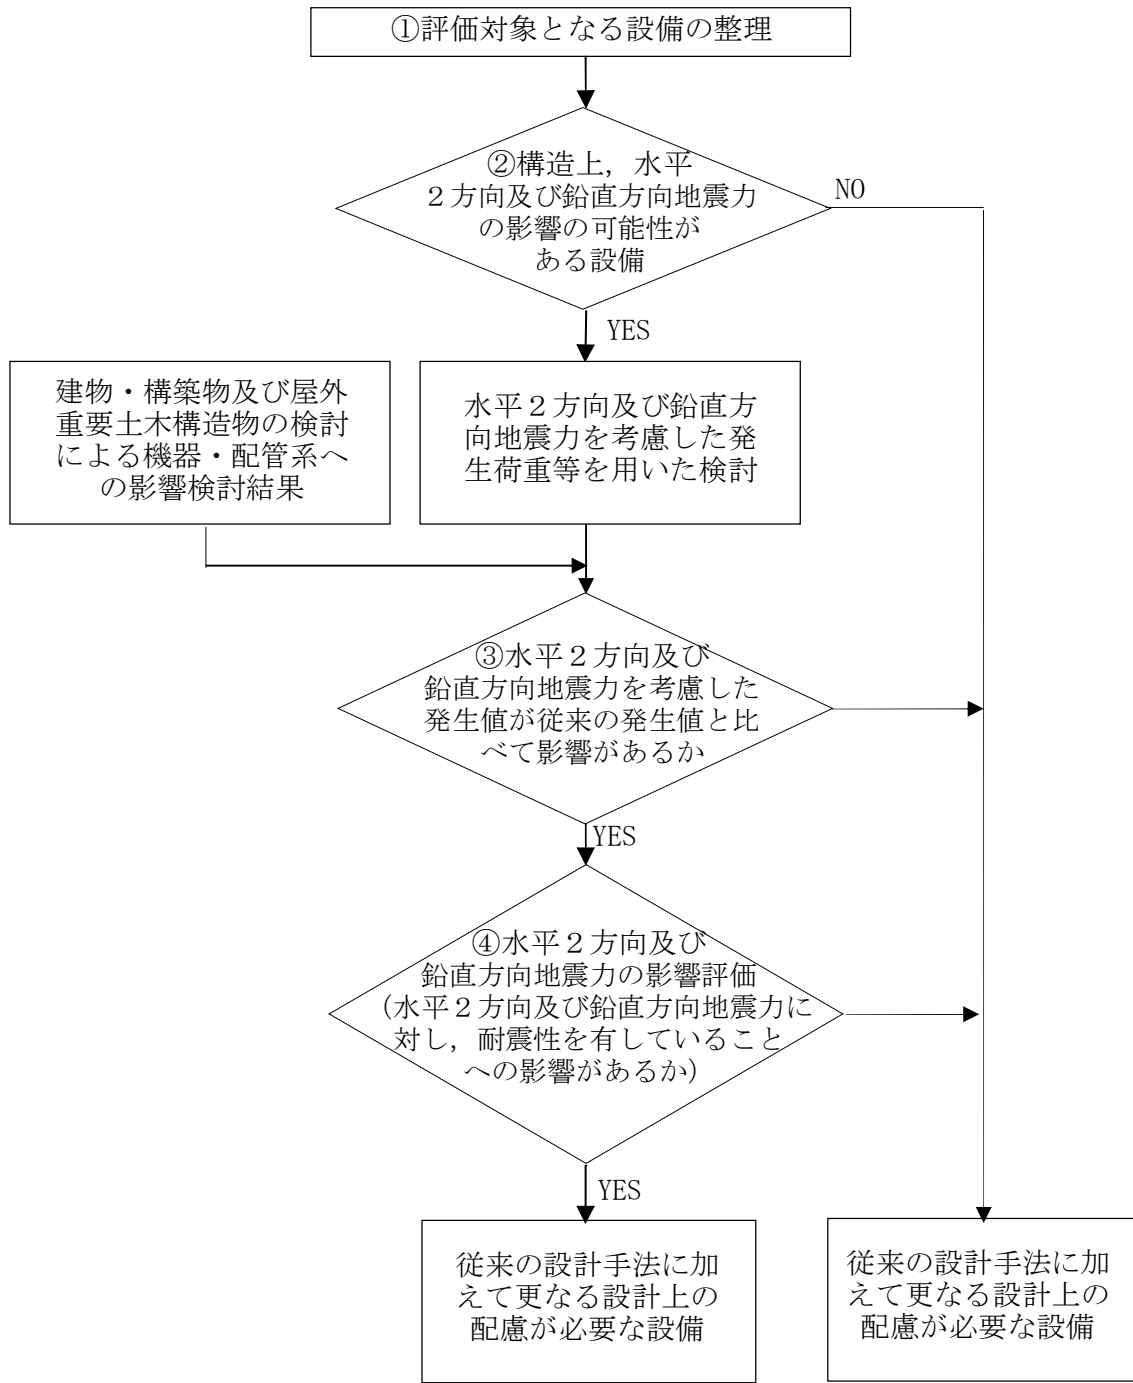 ①評価対象となる設備の整理
②構造上，水平
２方向及び鉛直方向地震力
の影響の可能性が
ある設備
NO
YES
建物・構築物及び屋外
重要土木構造物の検討
による機器・配管系へ
の影響検討結果
水平２方向及び鉛直方
向地震力を考慮した発
生荷重等を用いた検討
③水平２方向及び
鉛直方向地震力を考慮した
発生値が従来の発生値と比
べて影響があるか
YES
④水平２方向及び
鉛直方向地震力の影響評価
（水平２方向及び鉛直方向地震力に
対し，耐震性を有していること
への影響があるか）
YES
従来の設計手法に加
えて更なる設計上の
配慮が必要な設備
従来の設計手法に加
えて更なる設計上の
配慮が必要な設備